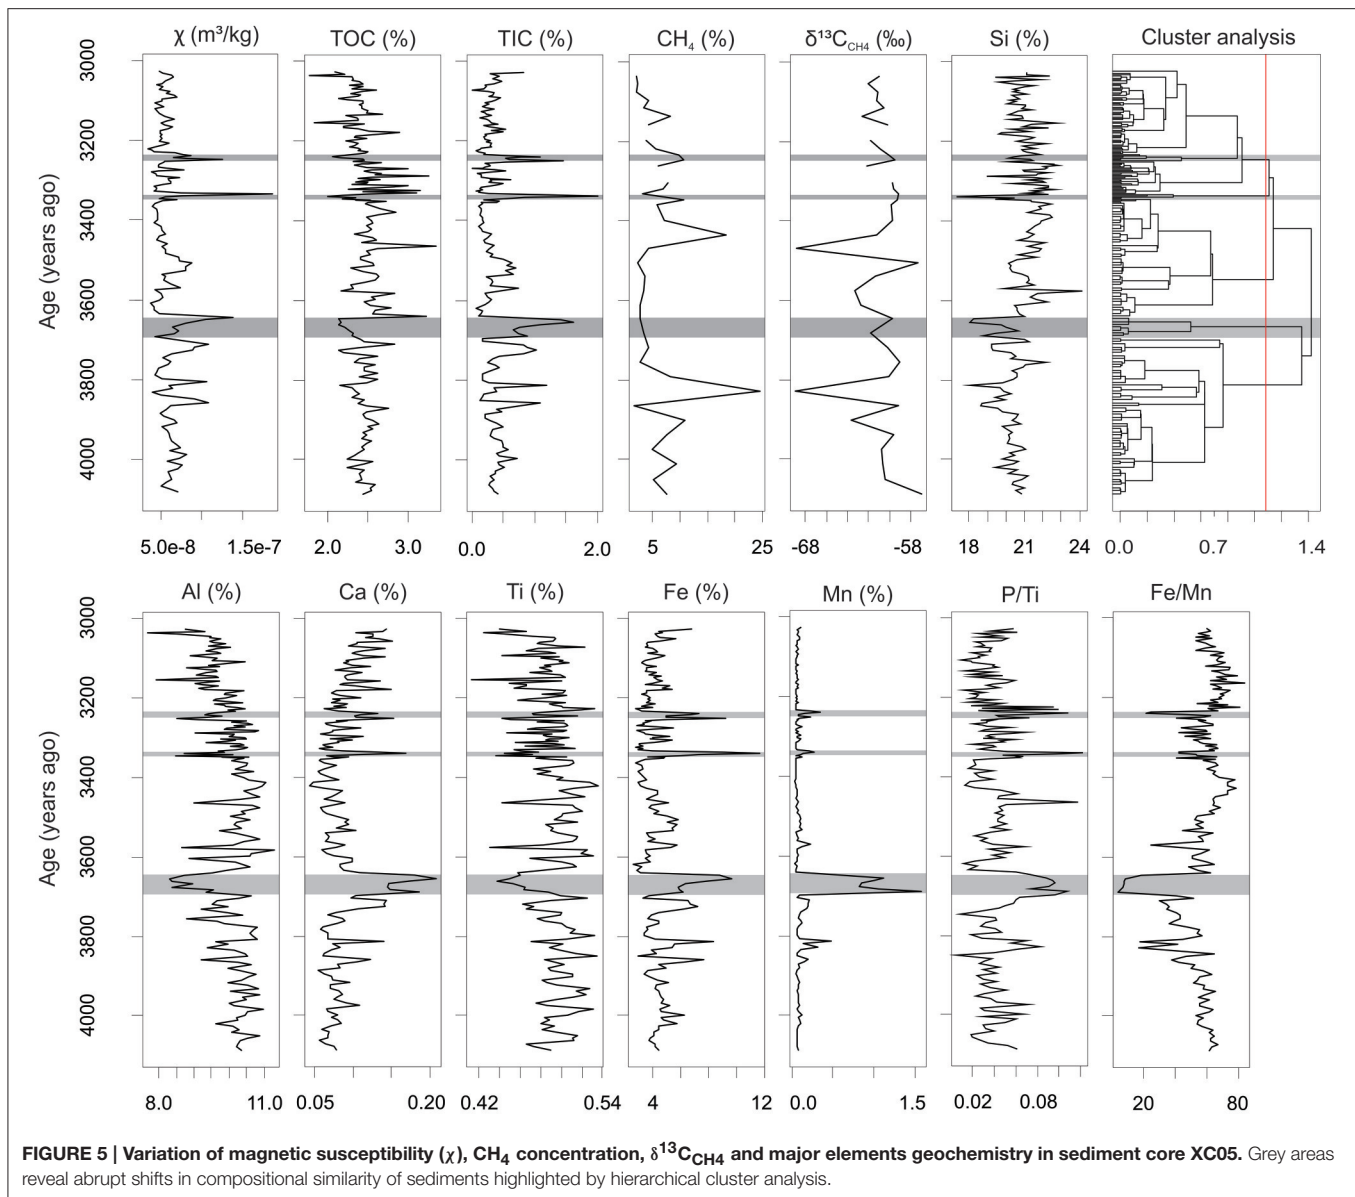 χ (m³/kg) TOC (%) TIC (%) CH₄ (%) δ¹³C_CH4 (‰) Si (%) Cluster analysis
Age (years ago)
3000
3200
3400
3600
3800
4000
5.0e-8 1.5e-7 2.0 3.0 0.0 2.0 5 25 -68 -58 18 21 24 0.0 0.7 1.4
Al (%) Ca (%) Ti (%) Fe (%) Mn (%) P/Ti Fe/Mn
Age (years ago)
3000
3200
3400
3600
3800
4000
8.0 11.0 0.05 0.20 0.42 0.54 4 12 0.0 1.5 0.02 0.08 20 80
FIGURE 5 | Variation of magnetic susceptibility (χ), CH4 concentration, δ13CCH4 and major elements geochemistry in sediment core XC05. Grey areas
reveal abrupt shifts in compositional similarity of sediments highlighted by hierarchical cluster analysis.